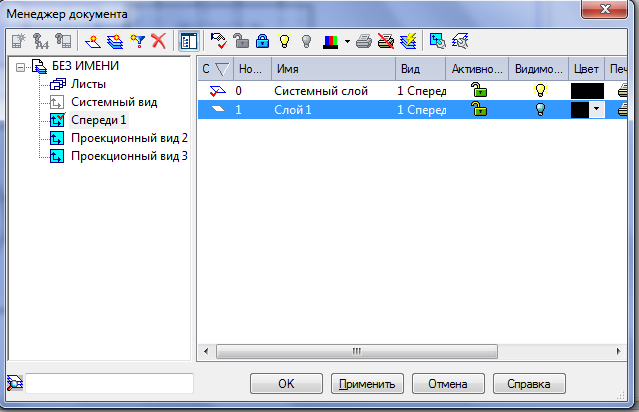 Менеджер документа
A4
БЕЗ ИМЕНИ
Листы
Системный вид
Спереди 1
Проекционный вид 2
Проекционный вид 3
С Но... Имя Вид Активно... Видимо... Цвет Печ
0 Системный слой 1 Сперед
1 Слой 1 1 Сперед
OK Применить Отмена Справка